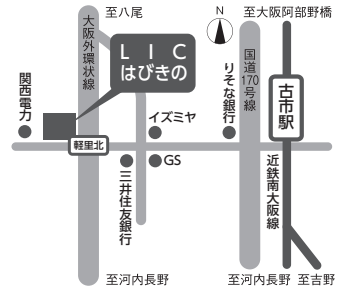 至八尾
N
至大阪阿部野橋
大阪外環状線
LIC
はびきの
国道170号線
関西電力
りそな銀行
古市駅
イズミヤ
軽里北
GS
三井住友銀行
近鉄南大阪線
至河内長野
至河内長野
至吉野